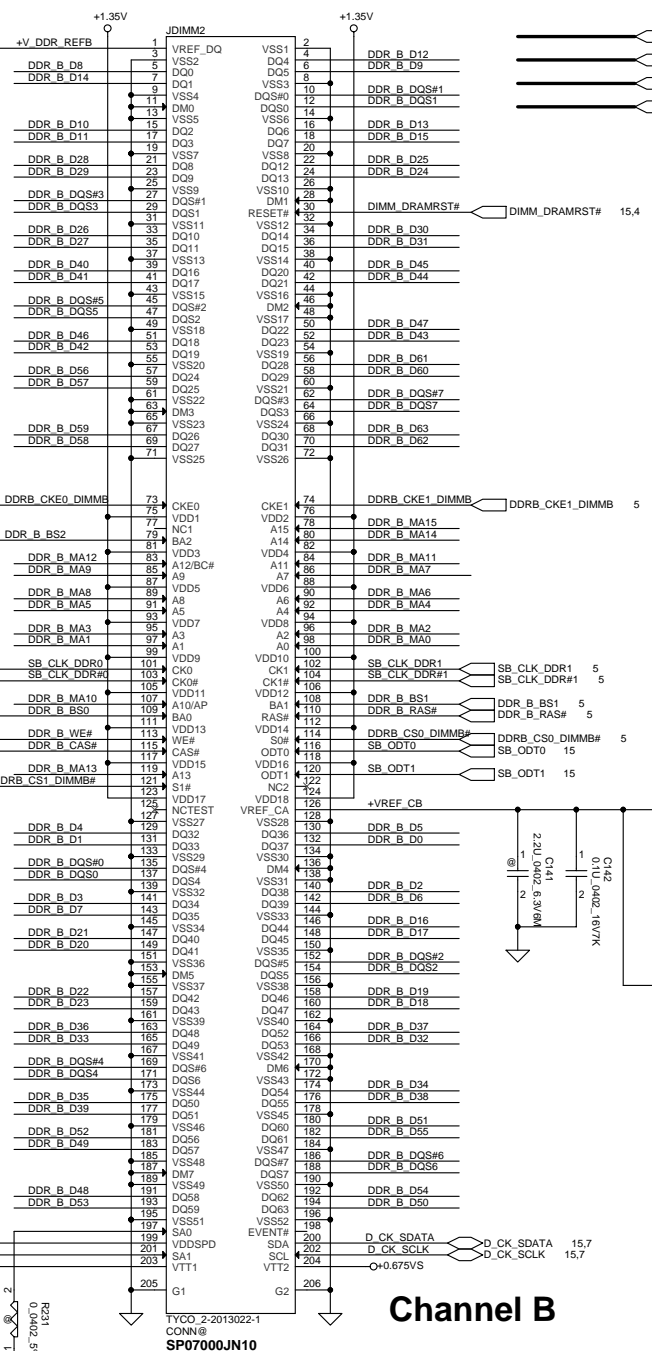 +1.35V +1.35V
JDIMM2
+V_DDR_REFB 1 VREF_DQ VSS1 2
3 VSS2 DQ4 4 DDR_B_D12
DDR_B_D8 5 DQ0 DQ5 6 DDR_B_D9
DDR_B_D14 7 DQ1 VSS3 8
9 VSS4 DQS#0 10 DDR_B_DQS#1
11 DM0 DQS0 12 DDR_B_DQS1
13 VSS5 VSS6 14
DDR_B_D10 15 DQ2 DQ6 16 DDR_B_D13
DDR_B_D11 17 DQ3 DQ7 18 DDR_B_D15
19 VSS7 VSS8 20
DDR_B_D28 21 DQ8 DQ12 22 DDR_B_D25
DDR_B_D29 23 DQ9 DQ13 24 DDR_B_D24
25 VSS9 VSS10 26
DDR_B_DQS#3 27 DQS#1 DM1 28
DDR_B_DQS3 29 DQS1 RESET# 30 DIMM_DRAMRST# DIMM_DRAMRST# 15,4
31 VSS11 VSS12 32
DDR_B_D26 33 DQ10 DQ14 34 DDR_B_D30
DDR_B_D27 35 DQ11 DQ15 36 DDR_B_D31
37 VSS13 VSS14 38
DDR_B_D40 39 DQ16 DQ20 40 DDR_B_D45
DDR_B_D41 41 DQ17 DQ21 42 DDR_B_D44
43 VSS15 VSS16 44
DDR_B_DQS#5 45 DQS#2 DM2 46
DDR_B_DQS5 47 DQS2 VSS17 48
49 VSS18 DQ22 50 DDR_B_D47
DDR_B_D46 51 DQ18 DQ23 52 DDR_B_D43
DDR_B_D42 53 DQ19 VSS19 54
55 VSS20 DQ28 56 DDR_B_D61
DDR_B_D56 57 DQ24 DQ29 58 DDR_B_D60
DDR_B_D57 59 DQ25 VSS21 60
61 VSS22 DQS#3 62 DDR_B_DQS#7
63 DM3 DQS3 64 DDR_B_DQS7
65 VSS23 VSS24 66
DDR_B_D59 67 DQ26 DQ30 68 DDR_B_D63
DDR_B_D58 69 DQ27 DQ31 70 DDR_B_D62
71 VSS25 VSS26 72
DDRB_CKE0_DIMMB 73 CKE0 CKE1 74 DDRB_CKE1_DIMMB DDRB_CKE1_DIMMB 5
75 VDD1 VDD2 76
77 NC1 A15 78 DDR_B_MA15
DDR_B_BS2 79 BA2 A14 80 DDR_B_MA14
81 VDD3 VDD4 82
DDR_B_MA12 83 A12/BC# A11 84 DDR_B_MA11
DDR_B_MA9 85 A9 A7 86 DDR_B_MA7
87 VDD5 VDD6 88
DDR_B_MA8 89 A8 A6 90 DDR_B_MA6
DDR_B_MA5 91 A5 A4 92 DDR_B_MA4
93 VDD7 VDD8 94
DDR_B_MA3 95 A3 A2 96 DDR_B_MA2
DDR_B_MA1 97 A1 A0 98 DDR_B_MA0
99 VDD9 VDD10 100
SB_CLK_DDR0 101 CK0 CK1 102 SB_CLK_DDR1 SB_CLK_DDR1 5
SB_CLK_DDR#0 103 CK0# CK1# 104 SB_CLK_DDR#1 SB_CLK_DDR#1 5
105 VDD11 VDD12 106
DDR_B_MA10 107 A10/AP BA1 108 DDR_B_BS1 DDR_B_BS1 5
DDR_B_BS0 109 BA0 RAS# 110 DDR_B_RAS# DDR_B_RAS# 5
111 VDD13 VDD14 112
DDR_B_WE# 113 WE# S0# 114 DDRB_CS0_DIMMB# DDRB_CS0_DIMMB# 5
DDR_B_CAS# 115 CAS# ODT0 116 SB_ODT0 SB_ODT0 15
117 VDD15 VDD16 118
DDR_B_MA13 119 A13 ODT1 120 SB_ODT1 SB_ODT1 15
DRB_CS1_DIMMB# 121 S1# NC2 122
123 VDD17 VDD18 124
125 NCTEST VREF_CA 126 +VREF_CB
127 VSS27 VSS28 128
DDR_B_D4 129 DQ32 DQ36 130 DDR_B_D5
DDR_B_D1 131 DQ33 DQ37 132 DDR_B_D0
133 VSS29 VSS30 134
DDR_B_DQS#0 135 DQS#4 DM4 136
DDR_B_DQS0 137 DQS4 VSS31 138
139 VSS32 DQ38 140 DDR_B_D2
DDR_B_D3 141 DQ34 DQ39 142 DDR_B_D6
DDR_B_D7 143 DQ35 VSS33 144
145 VSS34 DQ44 146 DDR_B_D16
DDR_B_D21 147 DQ40 DQ45 148 DDR_B_D17
DDR_B_D20 149 DQ41 VSS35 150
151 VSS36 DQS#5 152 DDR_B_DQS#2
153 DM5 DQS5 154 DDR_B_DQS2
155 VSS37 VSS38 156
DDR_B_D22 157 DQ42 DQ46 158 DDR_B_D19
DDR_B_D23 159 DQ43 DQ47 160 DDR_B_D18
161 VSS39 VSS40 162
DDR_B_D36 163 DQ48 DQ52 164 DDR_B_D37
DDR_B_D33 165 DQ49 DQ53 166 DDR_B_D32
167 VSS41 VSS42 168
DDR_B_DQS#4 169 DQS#6 DM6 170
DDR_B_DQS4 171 DQS6 VSS43 172
173 VSS44 DQ54 174 DDR_B_D34
DDR_B_D35 175 DQ50 DQ55 176 DDR_B_D38
DDR_B_D39 177 DQ51 VSS45 178
179 VSS46 DQ60 180 DDR_B_D51
DDR_B_D52 181 DQ56 DQ61 182 DDR_B_D55
DDR_B_D49 183 DQ57 VSS47 184
185 VSS48 DQS#7 186 DDR_B_DQS#6
187 DM7 DQS7 188 DDR_B_DQS6
189 VSS49 VSS50 190
DDR_B_D48 191 DQ58 DQ62 192 DDR_B_D54
DDR_B_D53 193 DQ59 DQ63 194 DDR_B_D50
195 VSS51 VSS52 196
197 SA0 EVENT# 198
199 VDDSPD SDA 200 D_CK_SDATA D_CK_SDATA 15,7
201 SA1 SCL 202 D_CK_SCLK D_CK_SCLK 15,7
203 VTT1 VTT2 204 +0.675VS
205 G1 G2 206
TYCO_2-2013022-1
CONN@
SP07000JN10
Channel B
1 2
@
C141
2.2U_0402_6.3V6M
1 2
C142
0.1U_0402_16V7K
1 2
@
R231
0_0402_5